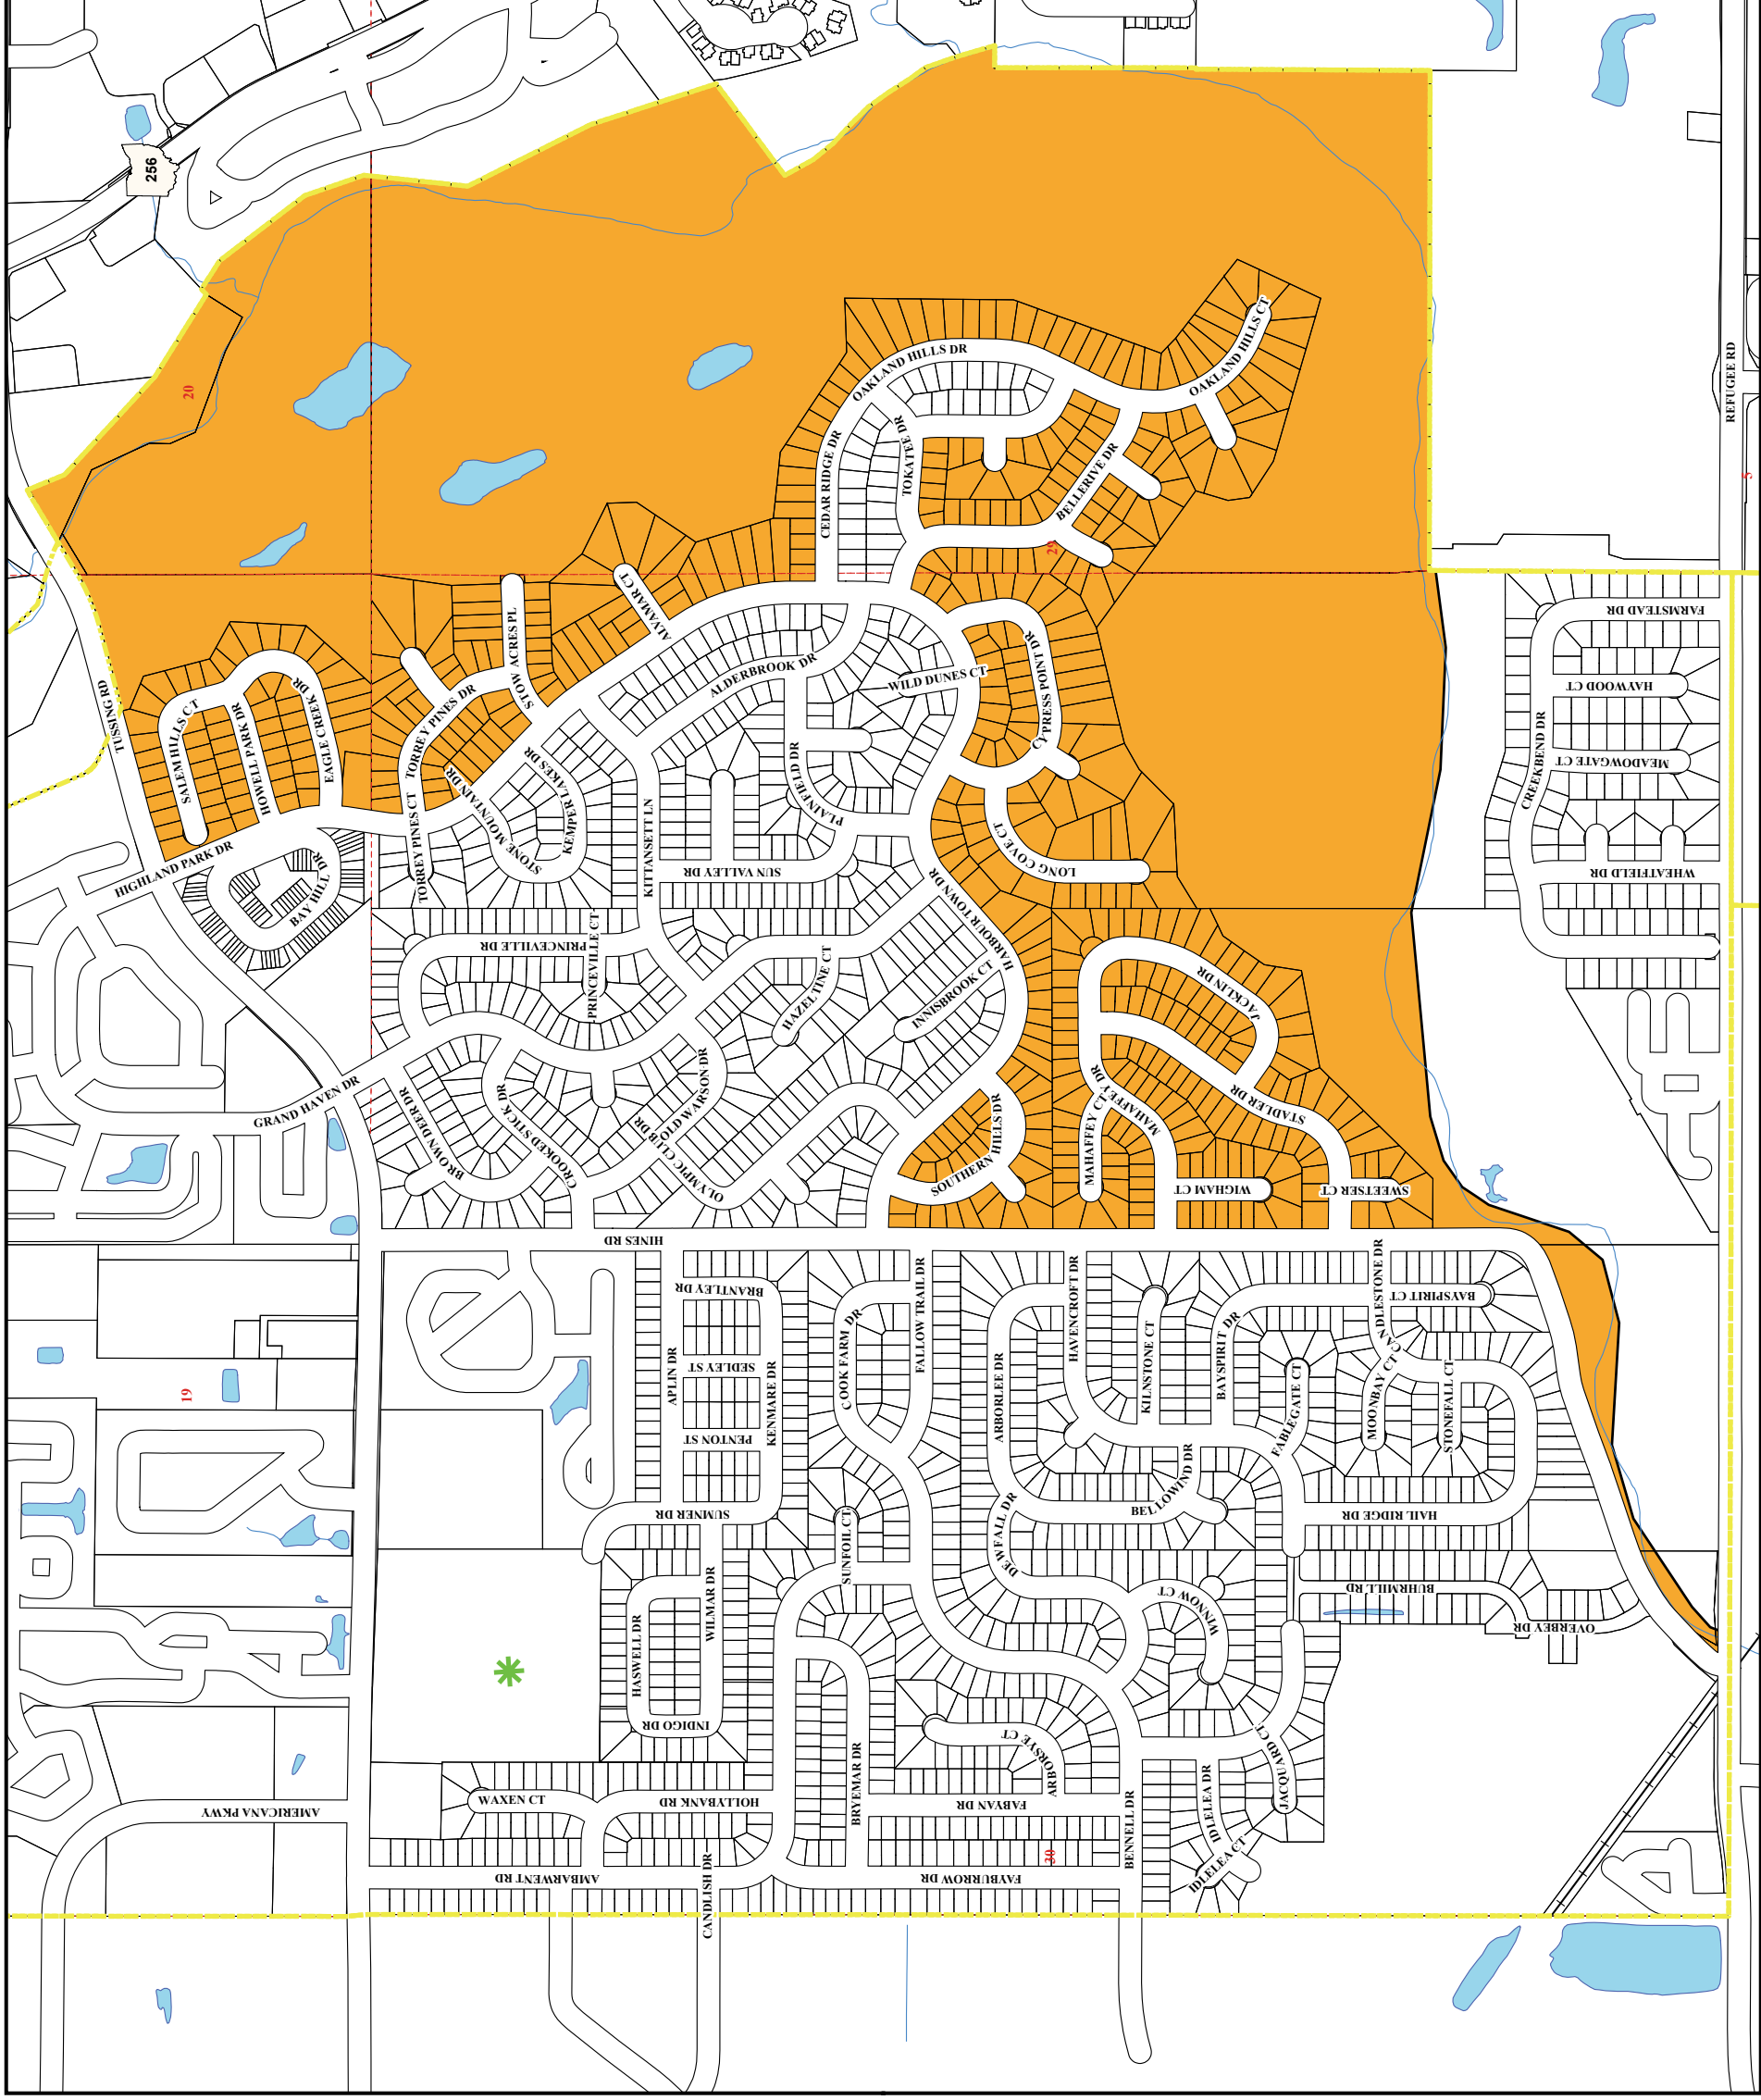 256
20
REFUGEE RD
5
OAKLAND HILLS DR
OAKLAND HILLS CT
CEDAR RIDGE DR
TOKATEE DR
BELLERIVE DR
29
ALVAMAR CT
STOW ACRES PL
FARMSTEAD DR
ALDERBROOK DR
WILD DUNES CT
CYPRESS POINT DR
HAYWOOD CT
TUSSING RD
SALEM HILLS CT
HOWELL PARK DR
EAGLE CREEK DR
TORREY PINES DR
TORREY PINES CT
STONE MOUNTAIN DR
KEMPER LAKES DR
KITTANSETT LN
PLAINFIELD DR
SUN VALLEY DR
LONG COVE CT
CREEKBEND DR
MEADOWGATE CT
WHEATFIELD DR
HIGHLAND PARK DR
BAY HILL DR
PRINCEVILLE DR
PRINCEVILLE CT
HARBOUR TOWN DR
HAZELTINE CT
INNISBROOK CT
JACKLIN DR
GRAND HAVEN DR
BROWN DEER DR
CROOKED STICK DR
OLD WARSON DR
OLYMPIC CLUB DR
SOUTHERN HILLS DR
MAHAFFEY DR
MAHAFFEY CT
STADLER DR
WIGHAM CT
SWEETSER CT
HINES RD
BRANTLEY DR
SEDLEY ST
APLIN DR
KENMARE DR
PENTON ST
SUMNER DR
COOK FARM DR
FALLOW TRAIL DR
ARBORLEE DR
HAVENCROFT DR
KILNSTONE CT
BAYSPIRIT DR
BAYSPIRIT CT
CANDLESTONE DR
MOONBAY CT
STONEFALL CT
FABLEGATE CT
19
BELLOWIND DR
HAIL RIDGE DR
SUNFOIL CT
DEWFALL DR
BUHRMILL RD
OVERBEY DR
WINNOW CT
HASWELL DR
WILMAR DR
INDIGO DR
ARBORSYE CT
JACQUARD CT
WAXEN CT
HOLLYBANK RD
BRYEMAR DR
FABYAN DR
BENNELL DR
IDLELEA DR
IDLELEA CT
AMERICANA PKWY
30
AMBARWENT RD
CANDLISH DR
FAYBURROW DR